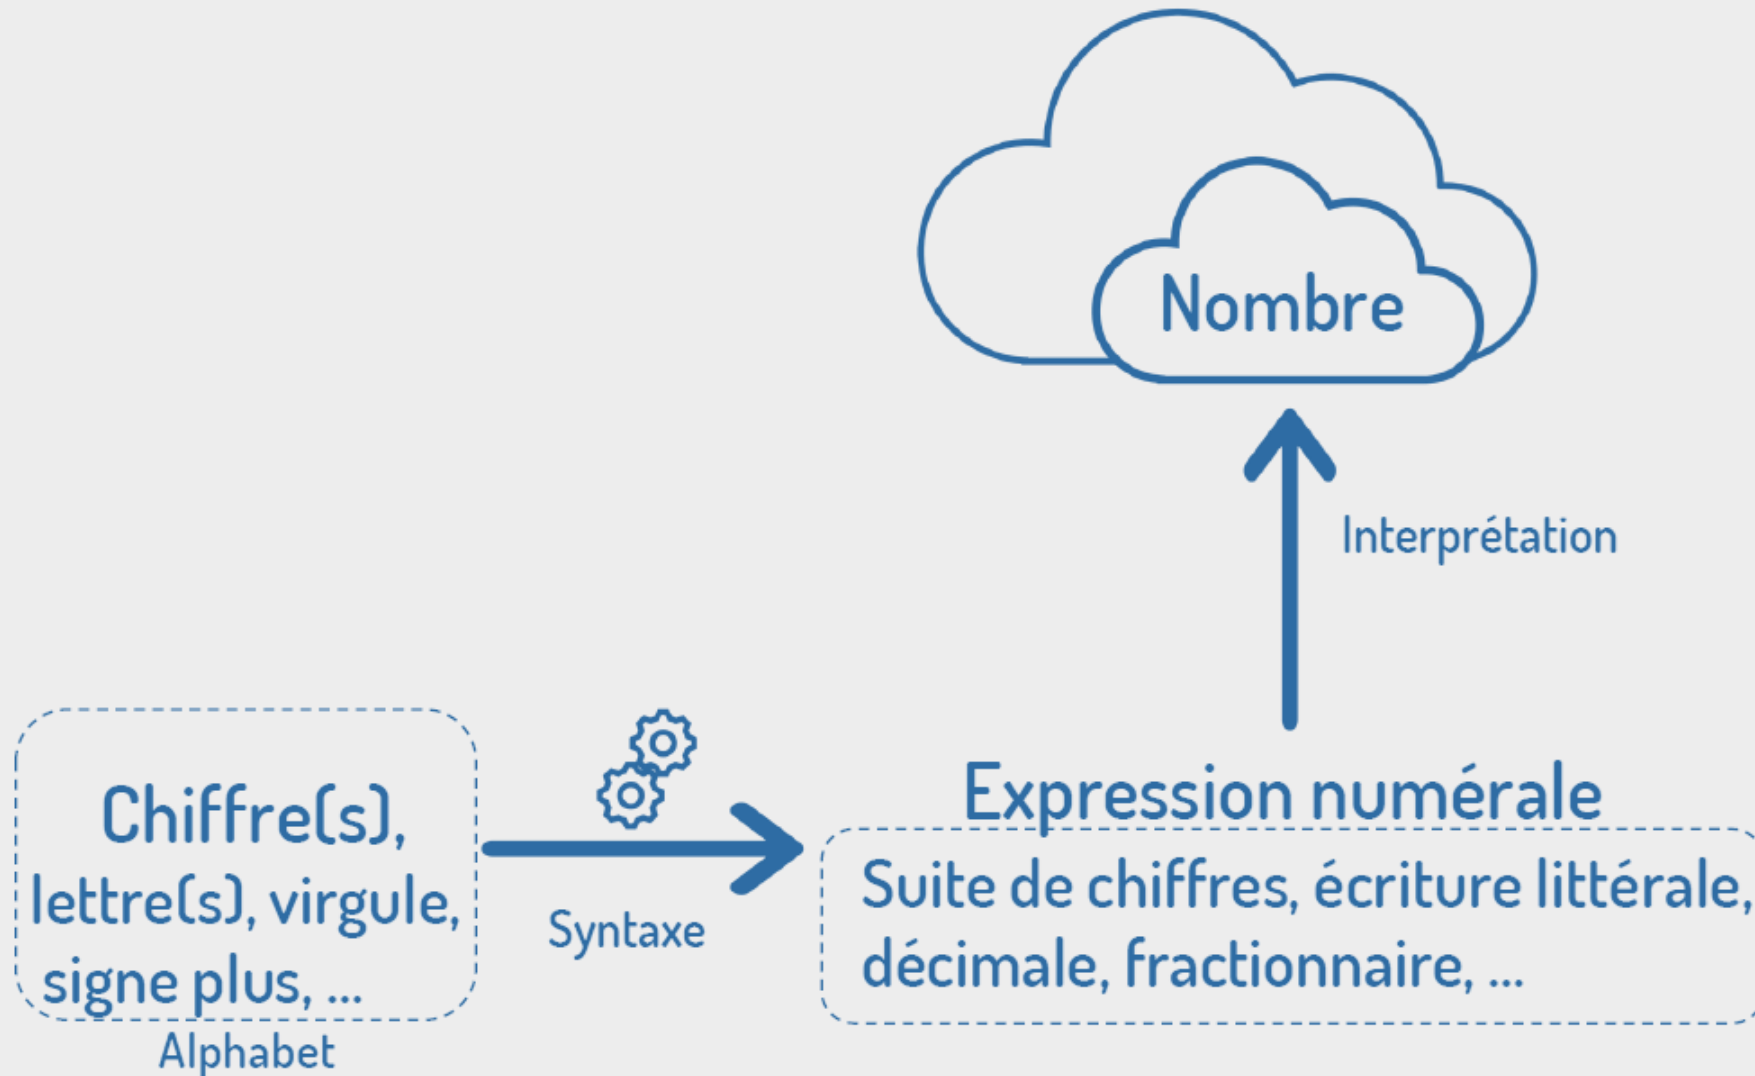 Nombre
Interprétation
Chiffre(s),
lettre(s), virgule,
signe plus, ...
Alphabet
Syntaxe
Expression numérale
Suite de chiffres, écriture littérale,
décimale, fractionnaire, ...